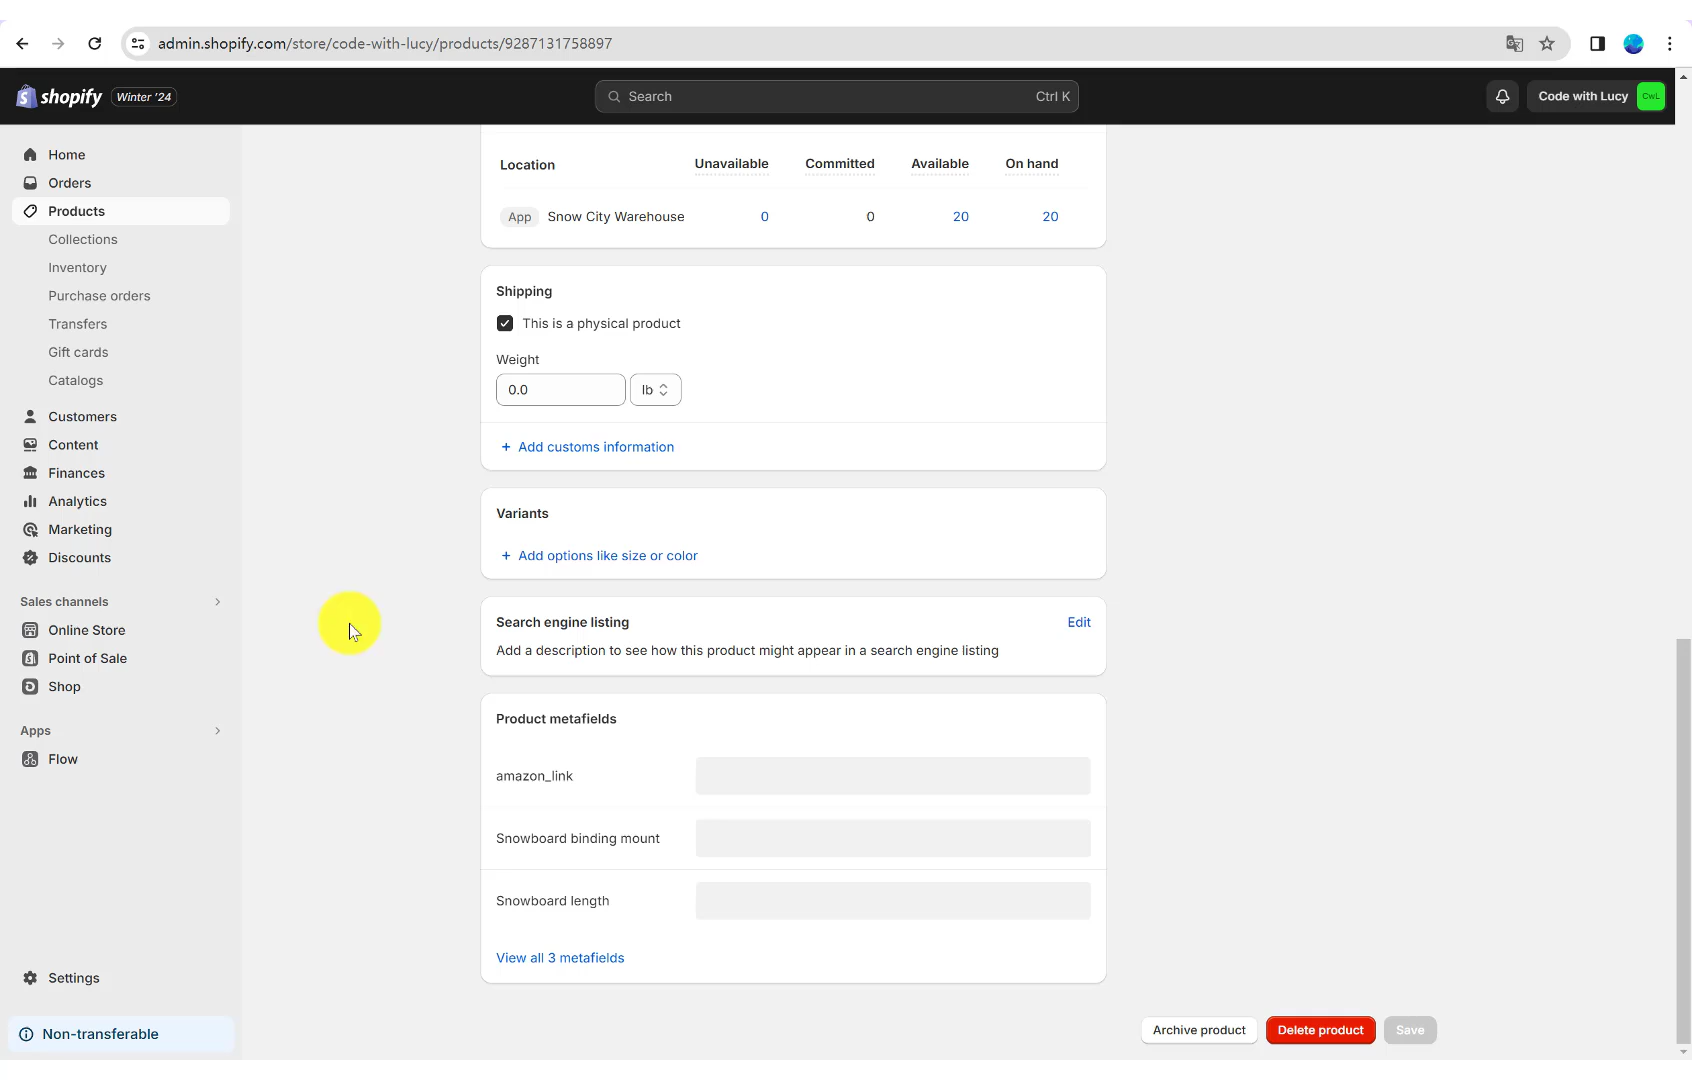 admin.shopify.com/store/code-with-lucy/products/9287131758897
shopify Winter '24 Search Ctrl K Code with Lucy CwL
Home
Orders
Products
Collections
Inventory
Purchase orders
Transfers
Gift cards
Catalogs
Customers
Content
Finances
Analytics
Marketing
Discounts
Sales channels
Online Store
Point of Sale
Shop
Apps
Flow
Settings
Non-transferable
Location Unavailable Committed Available On hand
App Snow City Warehouse 0 0 20 20
Shipping
This is a physical product
Weight
0.0 lb
+ Add customs information
Variants
+ Add options like size or color
Search engine listing Edit
Add a description to see how this product might appear in a search engine listing
Product metafields
amazon_link
Snowboard binding mount
Snowboard length
View all 3 metafields
Archive product Delete product Save